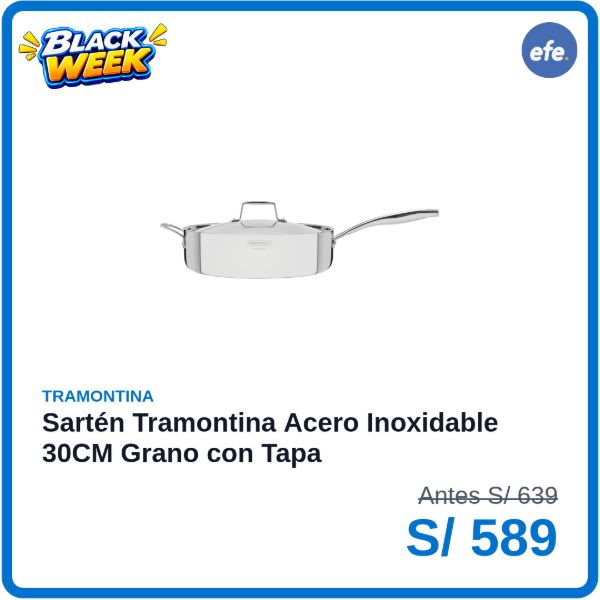 BLACK
WEEK
efe.
TRAMONTINA
Sartén Tramontina Acero Inoxidable
30CM Grano con Tapa
Antes S/ 639
S/ 589